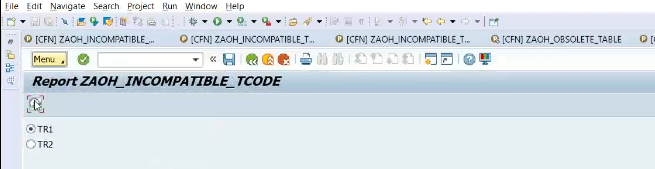 File Edit Navigate Search Project Run Window Help
[CFN] ZAOH_INCOMPATIBLE_... [CFN] ZAOH_INCOMPATIBLE_T... [CFN] ZAOH_INCOMPATIBLE_T... [CFN] ZAOH_OBSOLETE_TABLE [CFN
Menu
Report ZAOH_INCOMPATIBLE_TCODE
TR1
TR2